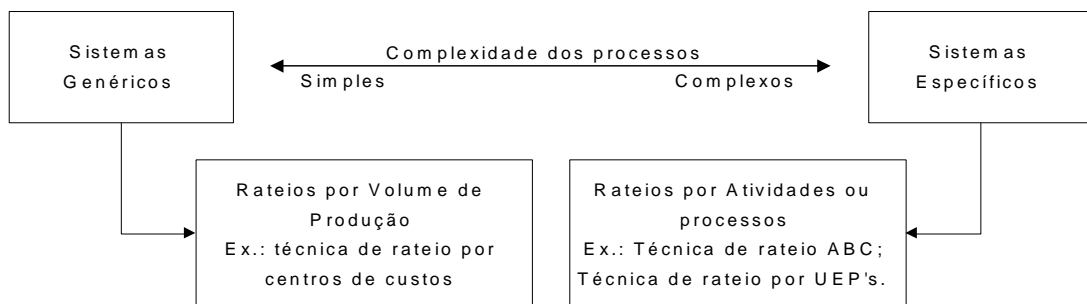 Sistemas
Genéricos
Complexidade dos processos
Simples
Complexos
Sistemas
Específicos
Rateios por Volume de
Produção
Ex.: técnica de rateio por
centros de custos
Rateios por Atividades ou
processos
Ex.: Técnica de rateio ABC;
Técnica de rateio por UEP's.